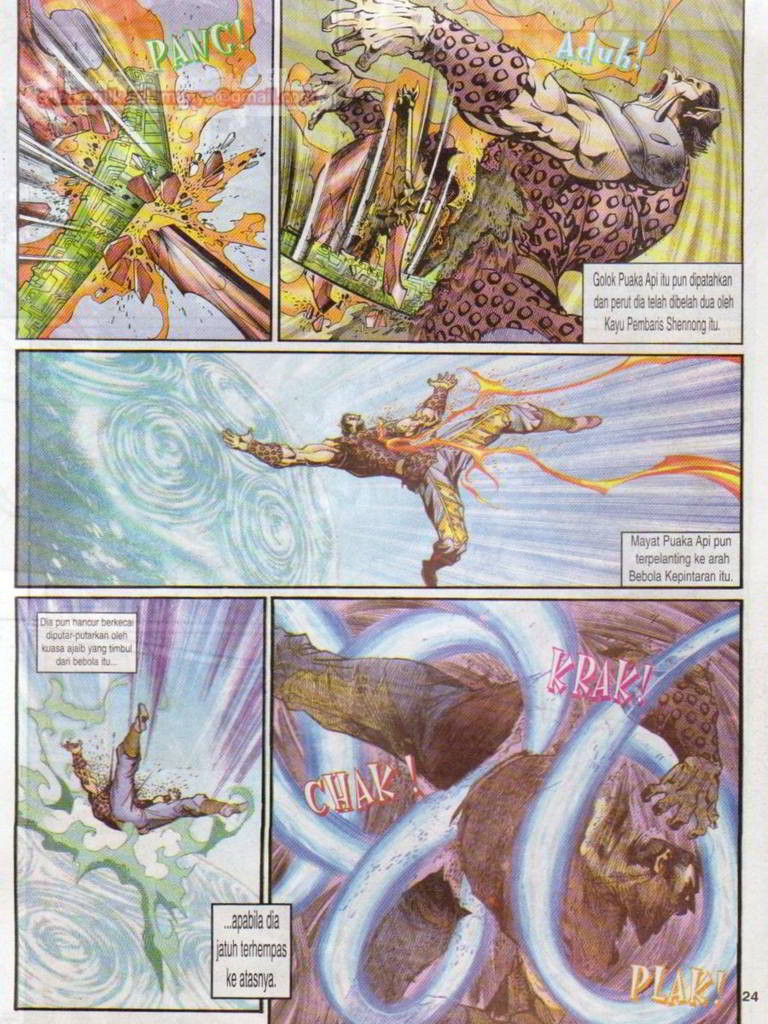 PANG!
Aduh!
Golok Puaka Api itu pun dipatahkan
dan perut dia telah dibelah dua oleh
Kayu Pembaris Shennong itu.
Mayat Puaka Api pun
terpelanting ke arah
Bebola Kepintaran itu.
Dia pun hancur berkecai
diputar-putarkan oleh
kuasa ajaib yang timbul
dari bebola itu...
KRAK!
CHAK!
...apabila dia
jatuh terhempas
ke atasnya.
PLAK!
24